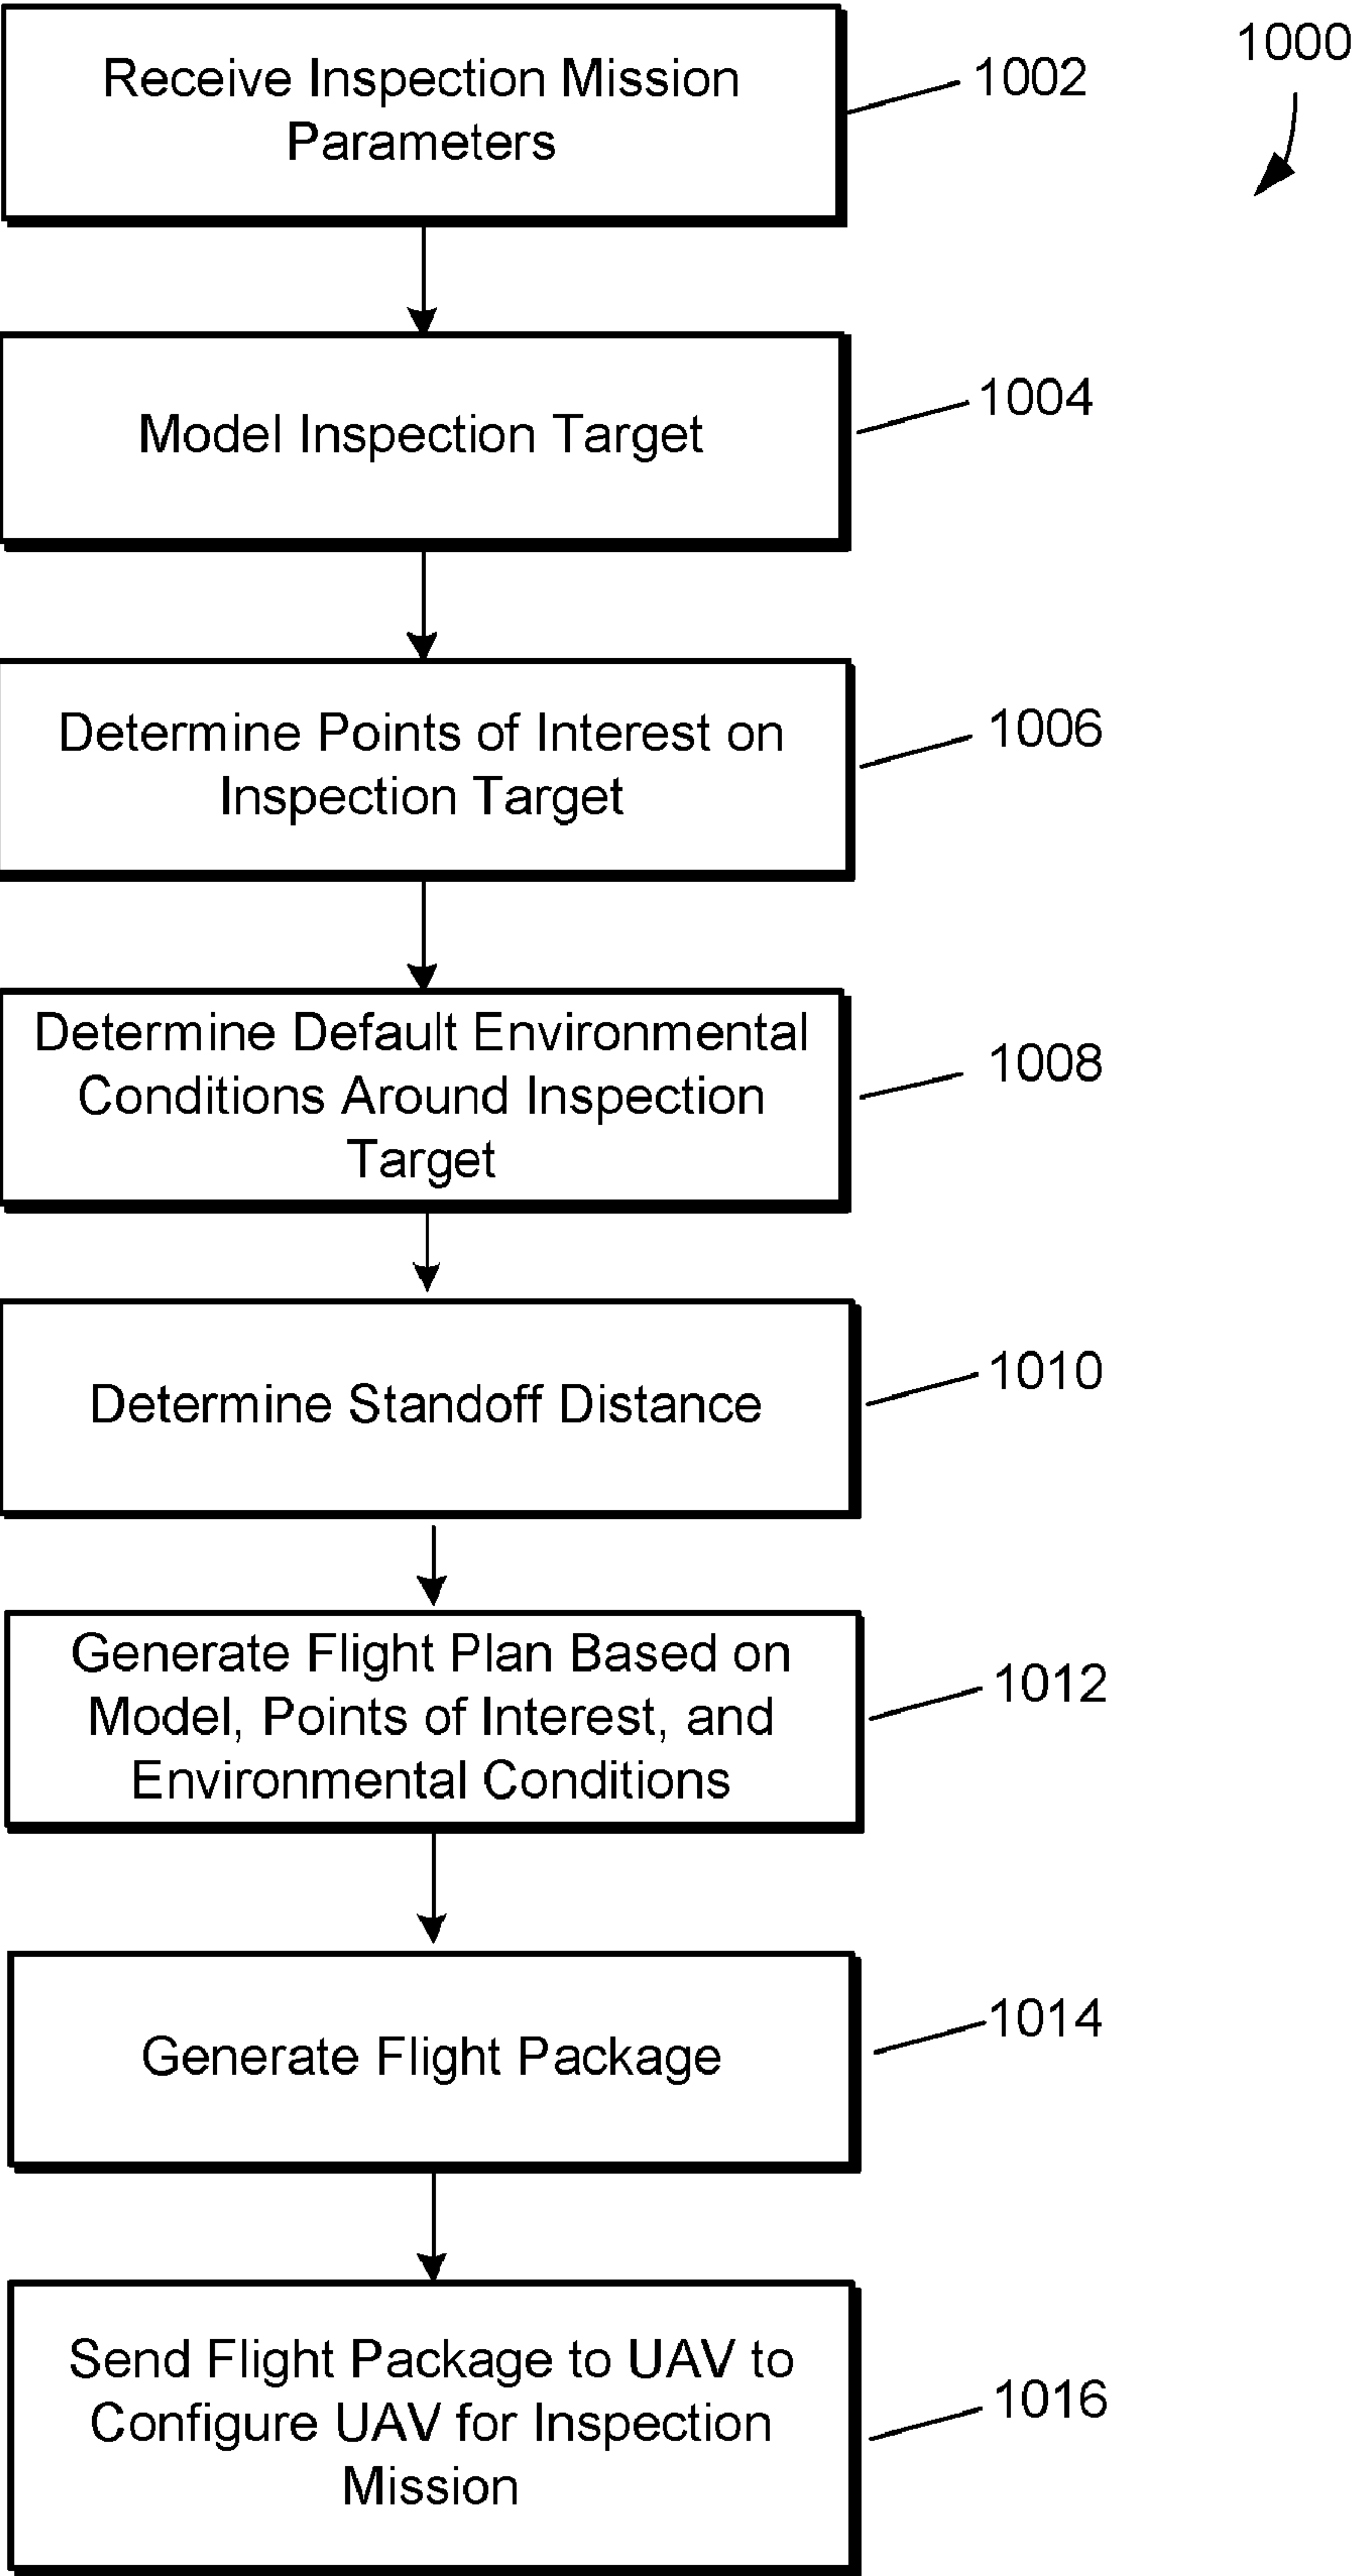 Receive Inspection Mission
Parameters
1002
1000
Model Inspection Target
1004
Determine Points of Interest on
Inspection Target
1006
Determine Default Environmental
Conditions Around Inspection
Target
1008
Determine Standoff Distance
1010
Generate Flight Plan Based on
Model, Points of Interest, and
Environmental Conditions
1012
Generate Flight Package
1014
Send Flight Package to UAV to
Configure UAV for Inspection
Mission
1016